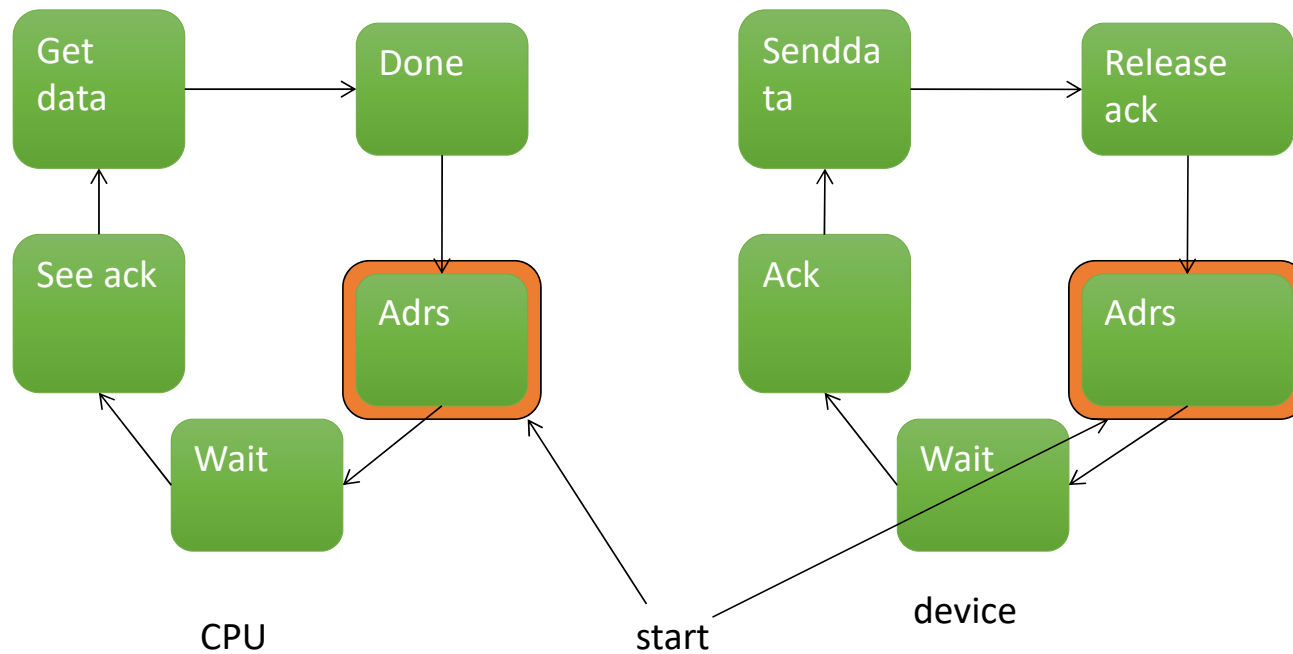 Get
data
Done
See ack
Adrs
Wait
CPU
Sendda
ta
Release
ack
Ack
Adrs
Wait
device
start